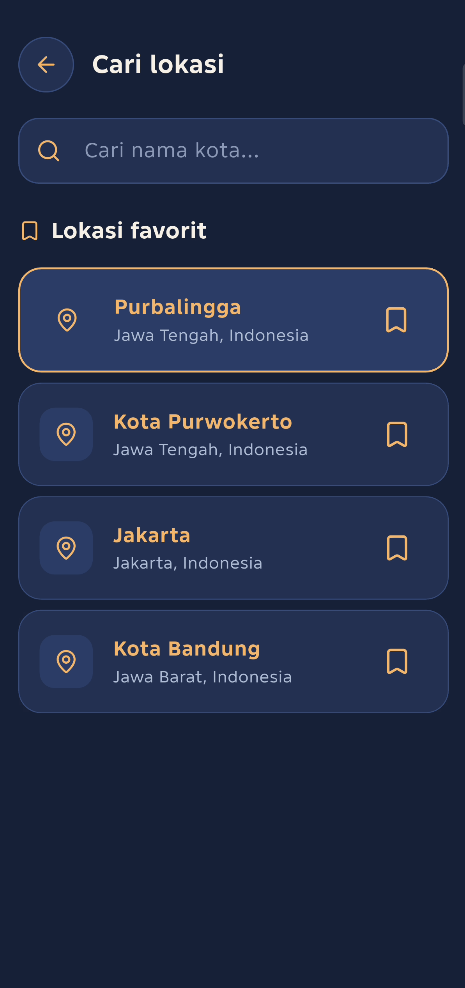 Cari lokasi
Cari nama kota...
Lokasi favorit
Purbalingga
Jawa Tengah, Indonesia
Kota Purwokerto
Jawa Tengah, Indonesia
Jakarta
Jakarta, Indonesia
Kota Bandung
Jawa Barat, Indonesia